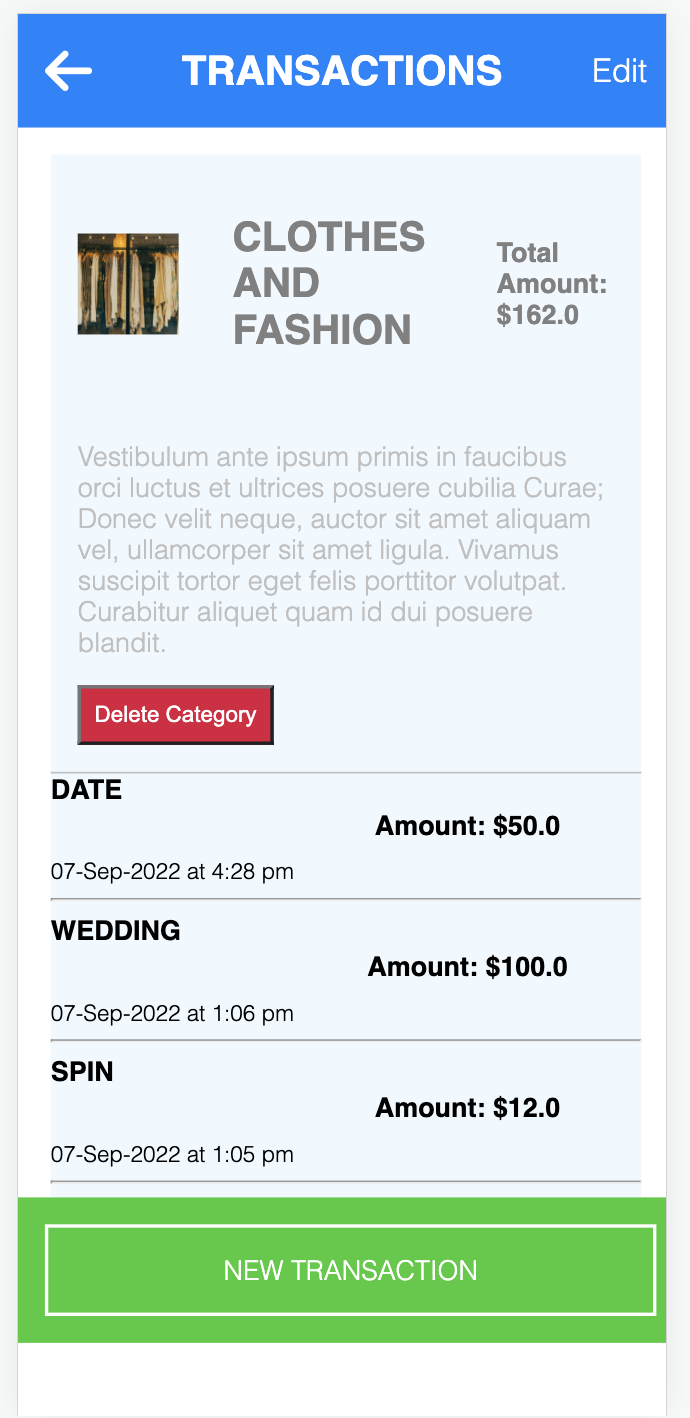 TRANSACTIONS
Edit
CLOTHES
AND
FASHION
Total
Amount:
$162.0
Vestibulum ante ipsum primis in faucibus
orci luctus et ultrices posuere cubilia Curae;
Donec velit neque, auctor sit amet aliquam
vel, ullamcorper sit amet ligula. Vivamus
suscipit tortor eget felis porttitor volutpat.
Curabitur aliquet quam id dui posuere
blandit.
Delete Category
DATE
Amount: $50.0
07-Sep-2022 at 4:28 pm
WEDDING
Amount: $100.0
07-Sep-2022 at 1:06 pm
SPIN
Amount: $12.0
07-Sep-2022 at 1:05 pm
NEW TRANSACTION